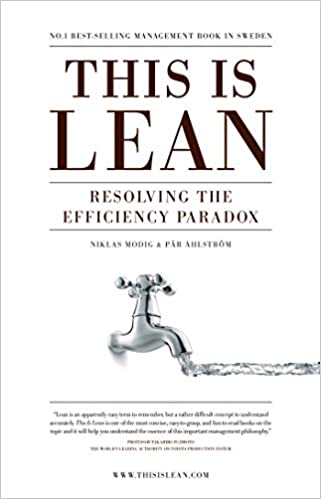 NO.1 BEST-SELLING MANAGEMENT BOOK IN SWEDEN
THIS IS
LEAN
RESOLVING THE
EFFICIENCY PARADOX
NIKLAS MODIG & PÄR ÅHLSTRÖM
"Lean is an apparently easy term to remember, but a rather difficult concept to understand
accurately. This Is Lean is one of the most concise, easy to grasp, and fun to read books on the
topic and it will help you understand the essence of this important management philosophy."
PROFESSOR TAKAHIRO FUJIMOTO
THE WORLD'S LEADING AUTHORITY ON TOYOTA PRODUCTION SYSTEM
WWW.THISISLEAN.COM